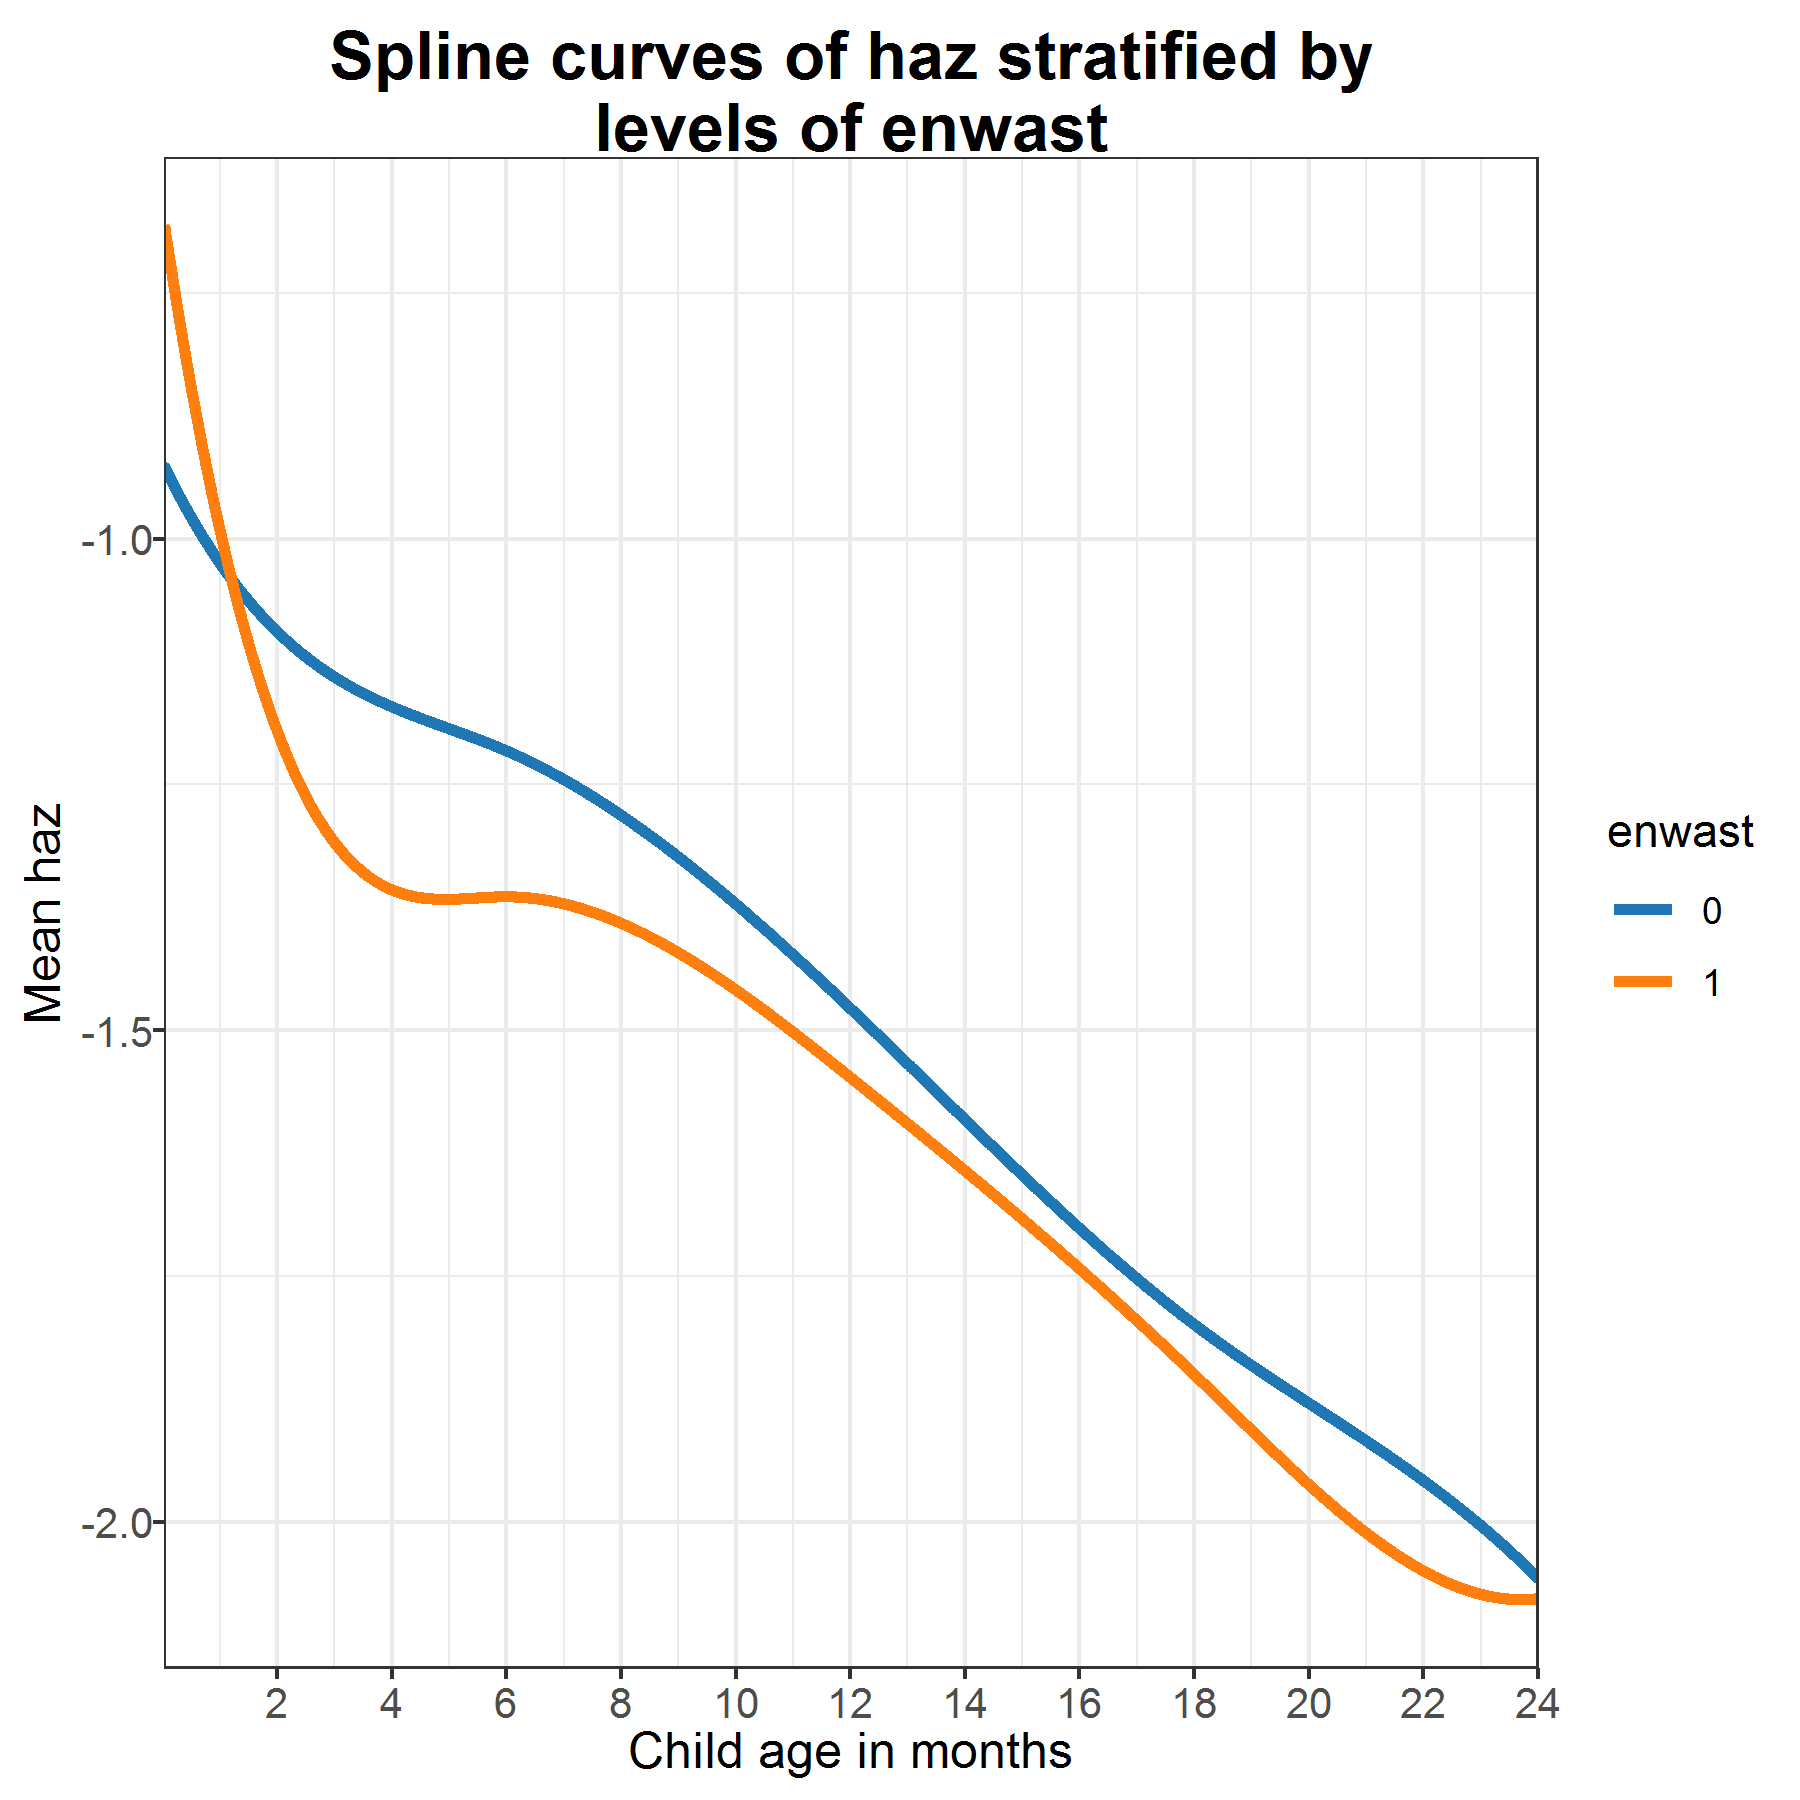 Spline curves of haz stratified by
levels of enwast
Mean haz
-1.0
-1.5
-2.0
2 4 6 8 10 12 14 16 18 20 22 24
Child age in months
enwast
0
1